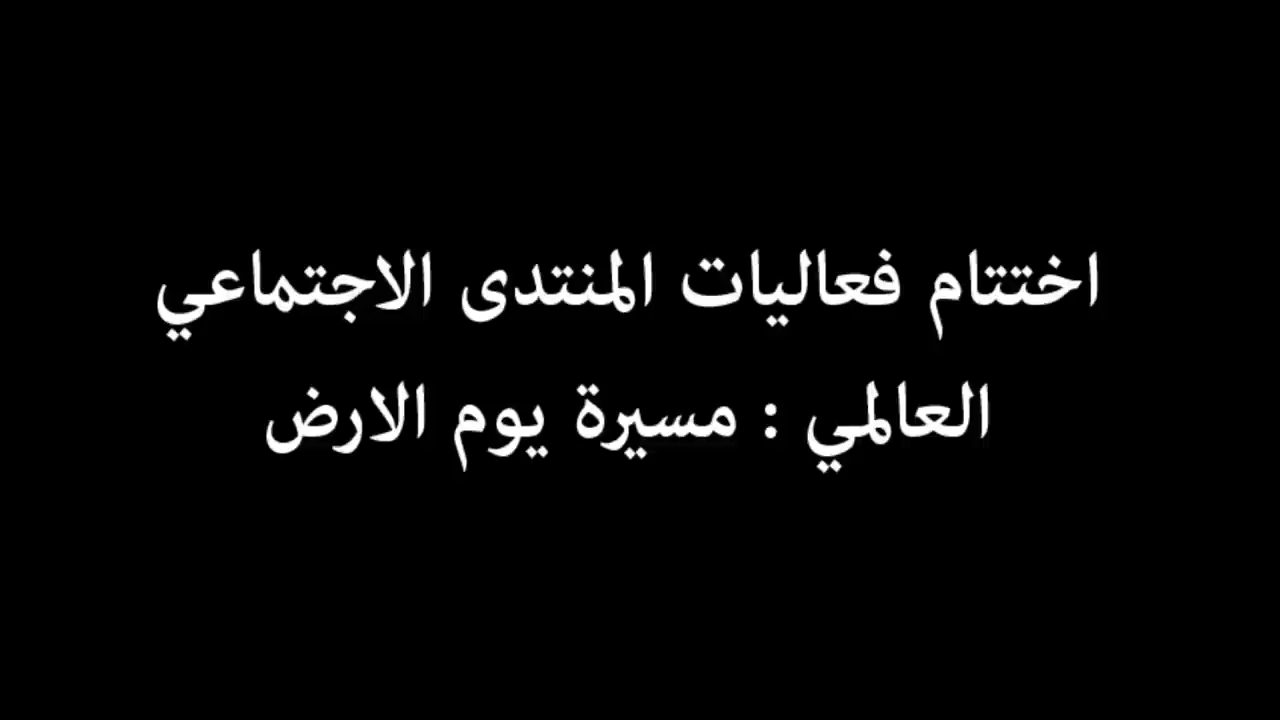 اختتام فعاليات المنتدى الاجتماعي
العالمي : مسيرة يوم الارض